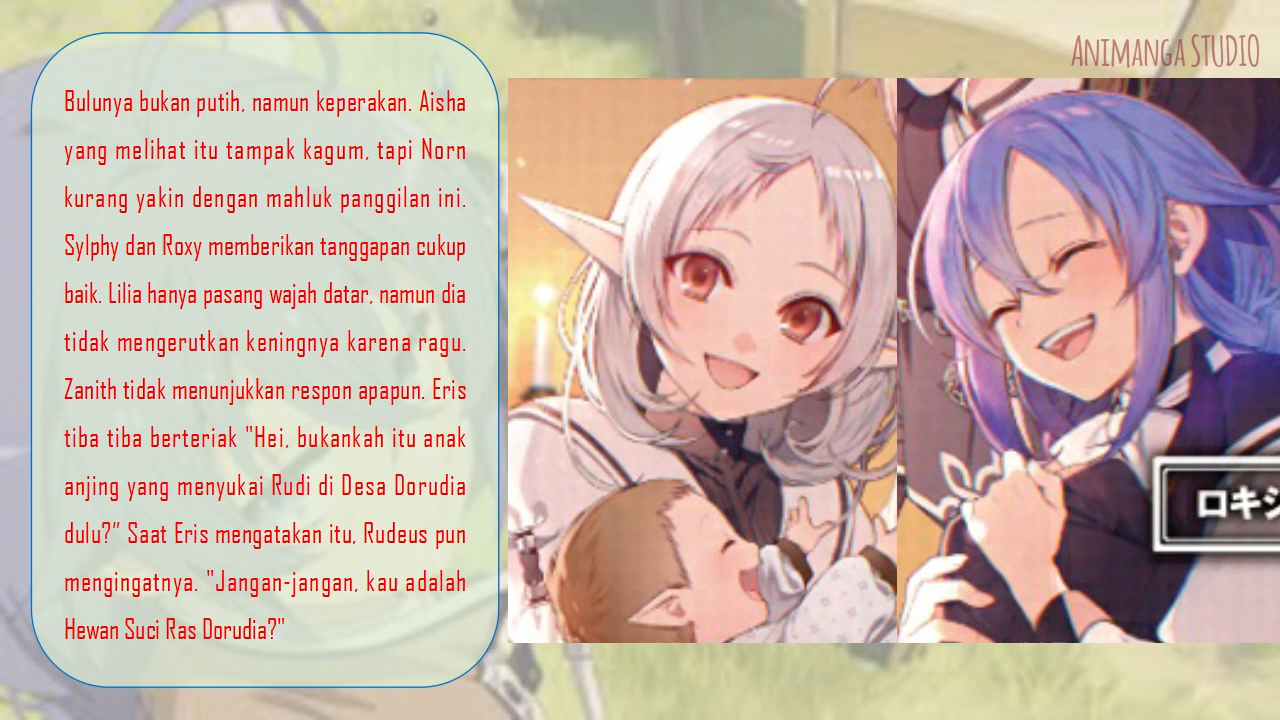 Animanga STUDIO
Bulunya bukan putih, namun keperakan. Aisha
yang melihat itu tampak kagum, tapi Norn
kurang yakin dengan mahluk panggilan ini.
Sylphy dan Roxy memberikan tanggapan cukup
baik. Lilia hanya pasang wajah datar, namun dia
tidak mengerutkan keningnya karena ragu.
Zanith tidak menunjukkan respon apapun. Eris
tiba tiba berteriak "Hei, bukankah itu anak
anjing yang menyukai Rudi di Desa Dorudia
dulu?" Saat Eris mengatakan itu, Rudeus pun
mengingatnya. "Jangan-jangan, kau adalah
Hewan Suci Ras Dorudia?"
ロキシ